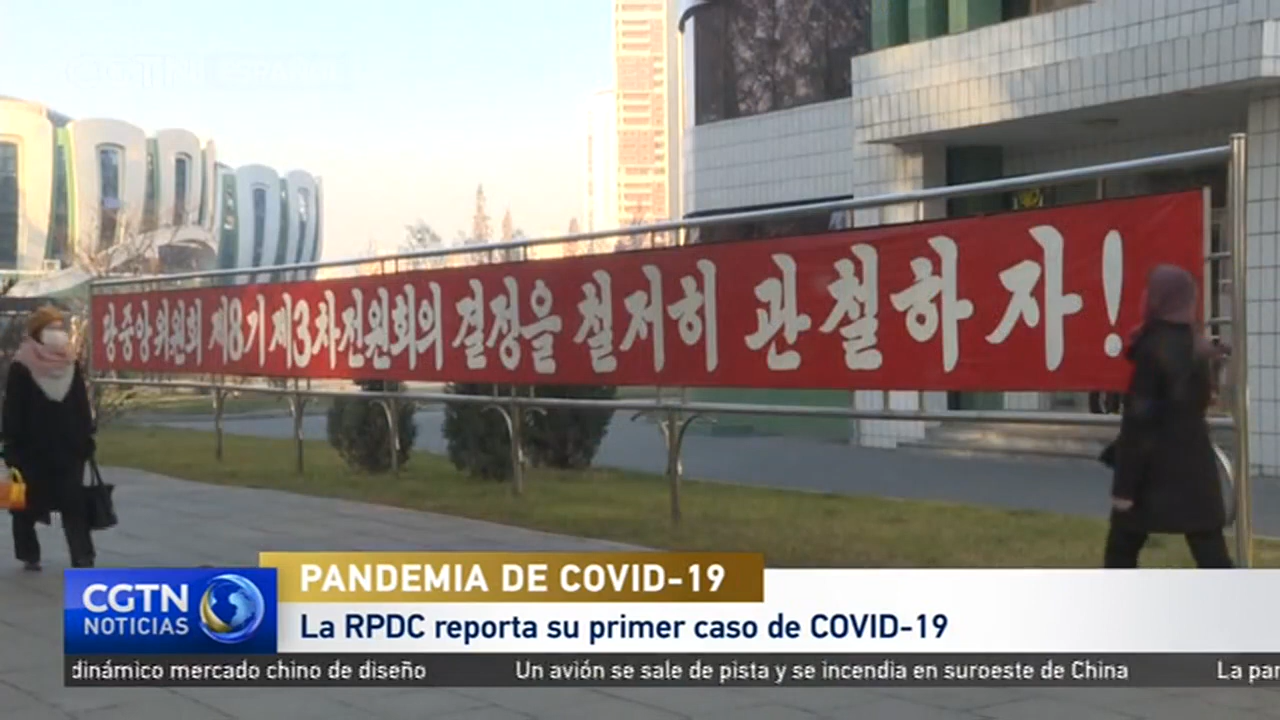 당중앙위원회 제8기 제3차전원회의 결정을 철저히 관철하자!
PANDEMIA DE COVID-19
CGTN
NOTICIAS
La RPDC reporta su primer caso de COVID-19
dinámico mercado chino de diseño
Un avión se sale de pista y se incendia en suroeste de China
La pan